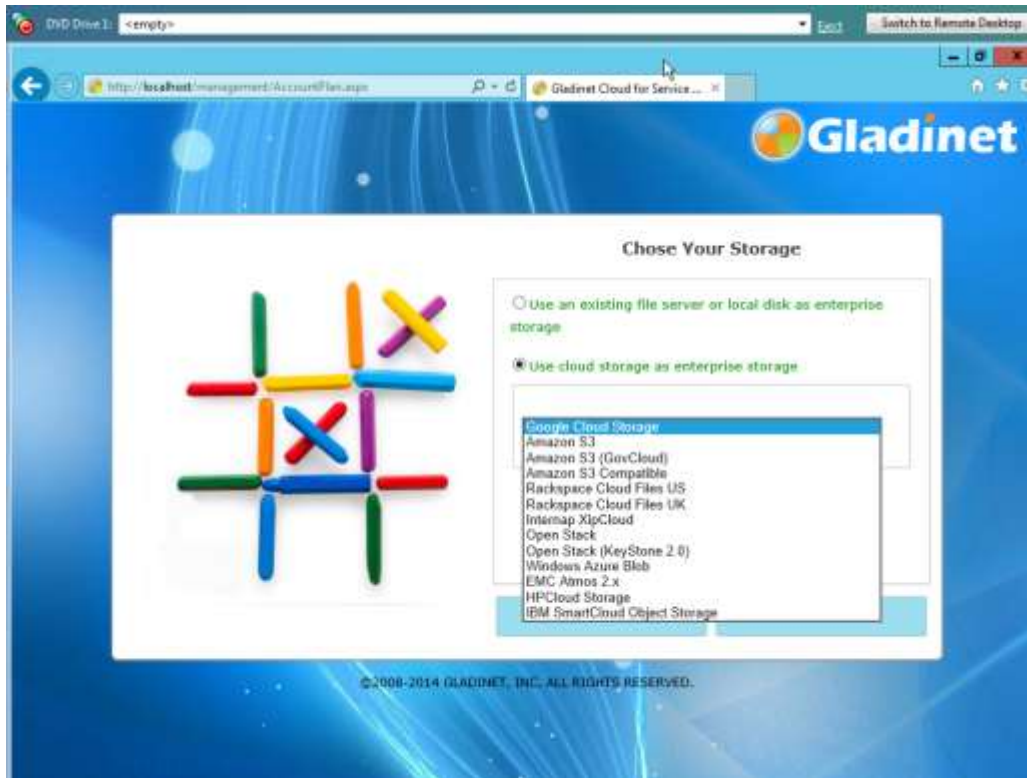 DVD Drive 1: <empty> Eject Switch to Remote Desktop
http://localhost/management/AccountPlan.aspx Gladinet Cloud for Service ...
Gladinet
Chose Your Storage
Use an existing file server or local disk as enterprise
storage
Use cloud storage as enterprise storage
Google Cloud Storage
Amazon S3
Amazon S3 (GovCloud)
Amazon S3 Compatible
Rackspace Cloud Files US
Rackspace Cloud Files UK
Internap XipCloud
Open Stack
Open Stack (KeyStone 2.0)
Windows Azure Blob
EMC Atmos 2.x
HPCloud Storage
IBM SmartCloud Object Storage
©2008-2014 GLADINET, INC. ALL RIGHTS RESERVED.